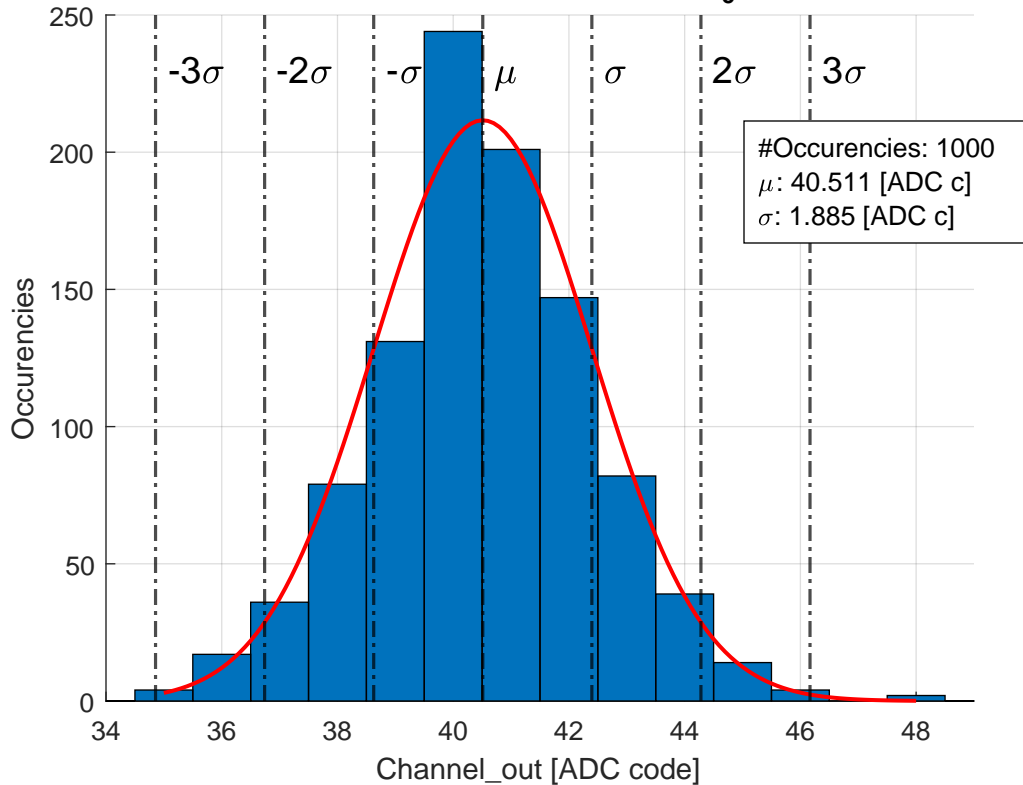 250
200
150
100
50
0
Occurencies
-3σ -2σ -σ μ σ 2σ 3σ
#Occurencies: 1000
μ: 40.511 [ADC c]
σ: 1.885 [ADC c]
34 36 38 40 42 44 46 48
Channel_out [ADC code]